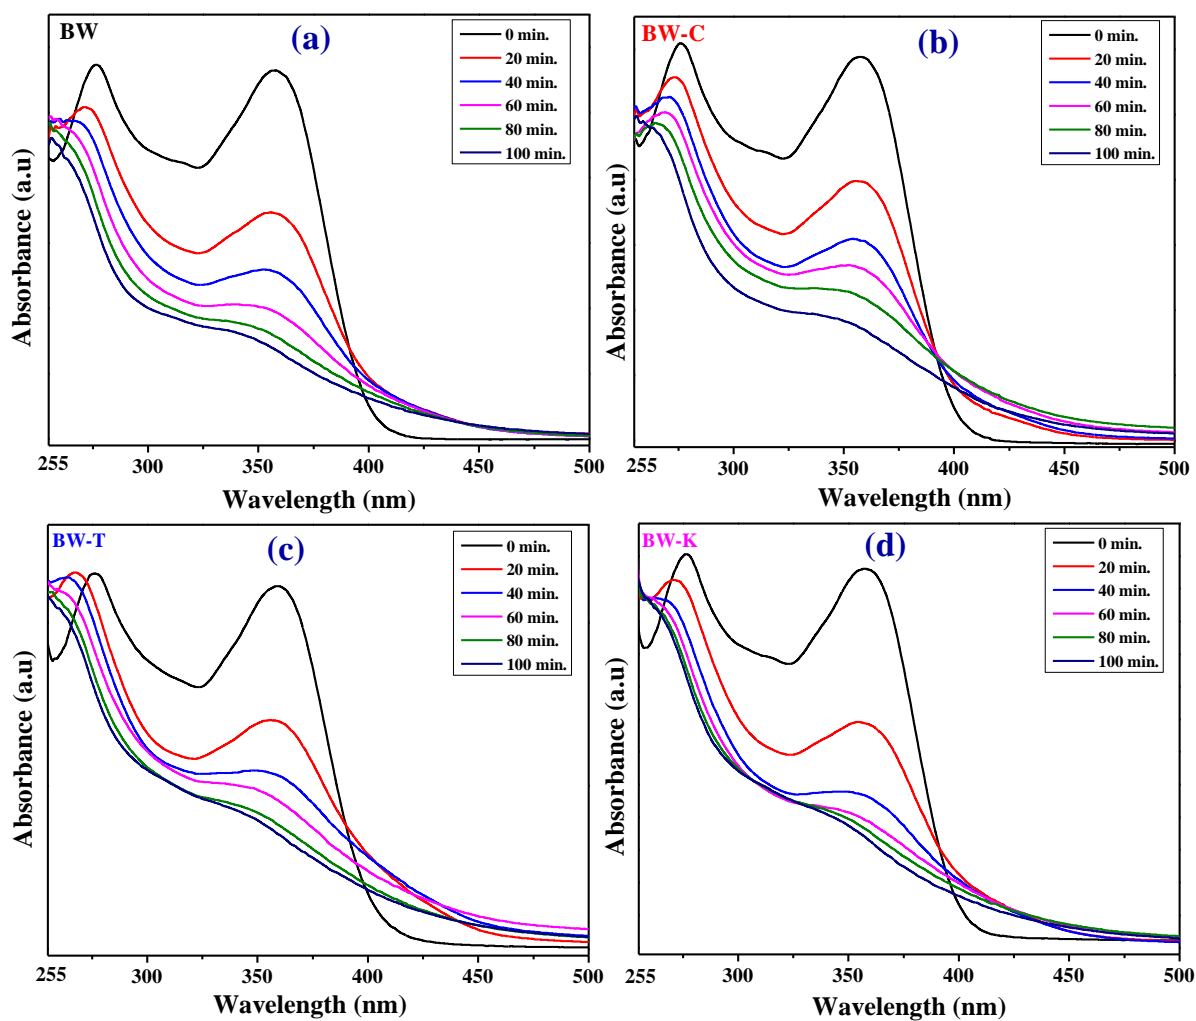 BW
(a)
0 min.
20 min.
40 min.
60 min.
80 min.
100 min.
Absorbance (a.u)
255 300 350 400 450 500
Wavelength (nm)
BW-C
(b)
0 min.
20 min.
40 min.
60 min.
80 min.
100 min.
Absorbance (a.u)
255 300 350 400 450 500
Wavelength (nm)
BW-T
(c)
0 min.
20 min.
40 min.
60 min.
80 min.
100 min.
Absorbance (a.u)
255 300 350 400 450 500
Wavelength (nm)
BW-K
(d)
0 min.
20 min.
40 min.
60 min.
80 min.
100 min.
Absorbance (a.u)
255 300 350 400 450 500
Wavelength (nm)